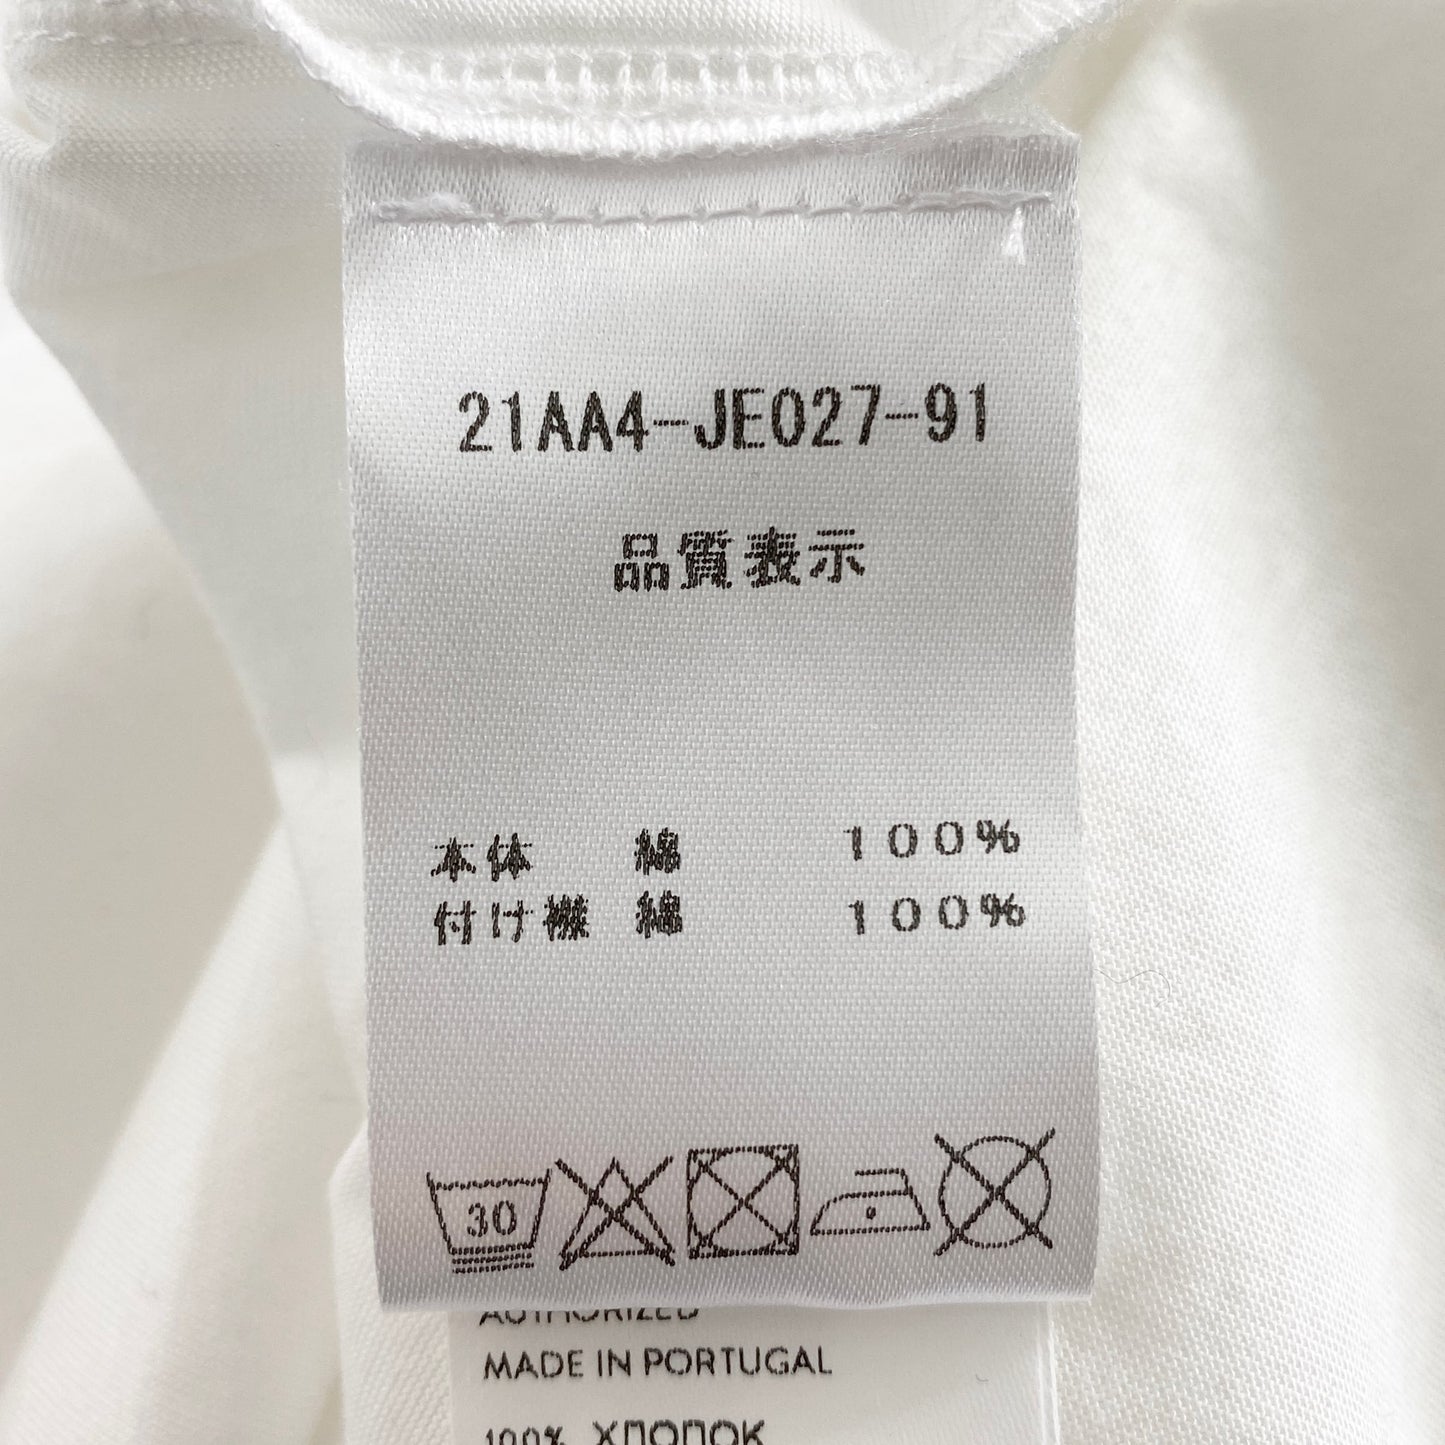 21AA4-JE027-91
品質表示
本体 綿 100%
付け襟 綿 100%
30
AUTHORIZED
MADE IN PORTUGAL
100% ХЛОПОК